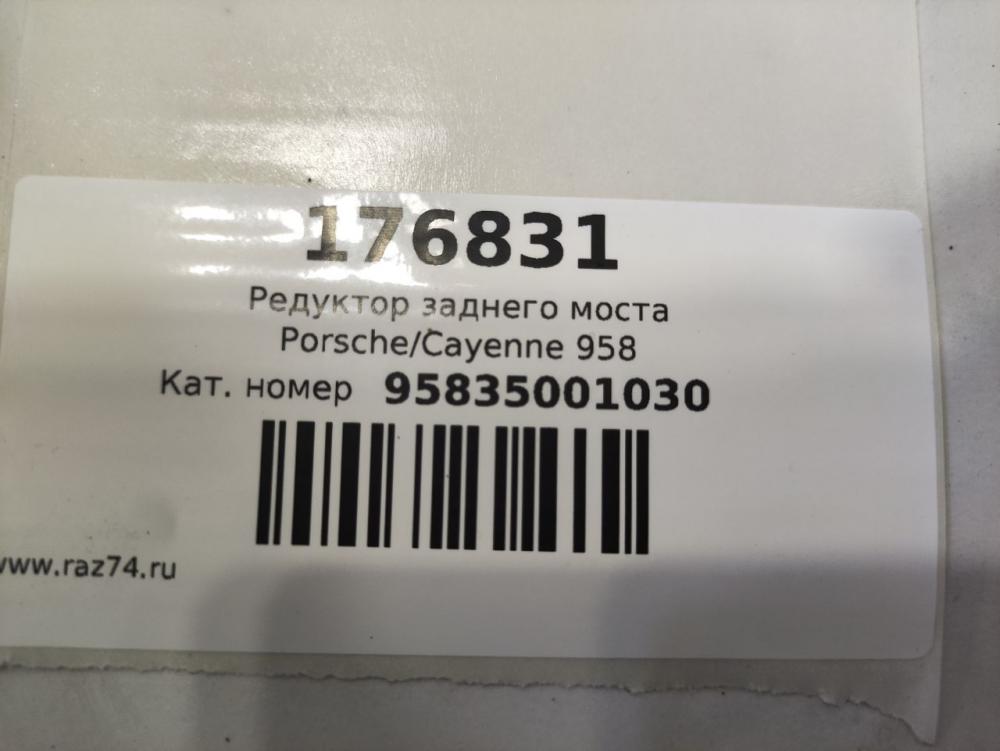 176831
Редуктор заднего моста
Porsche/Cayenne 958
Кат. номер 95835001030
www.raz74.ru